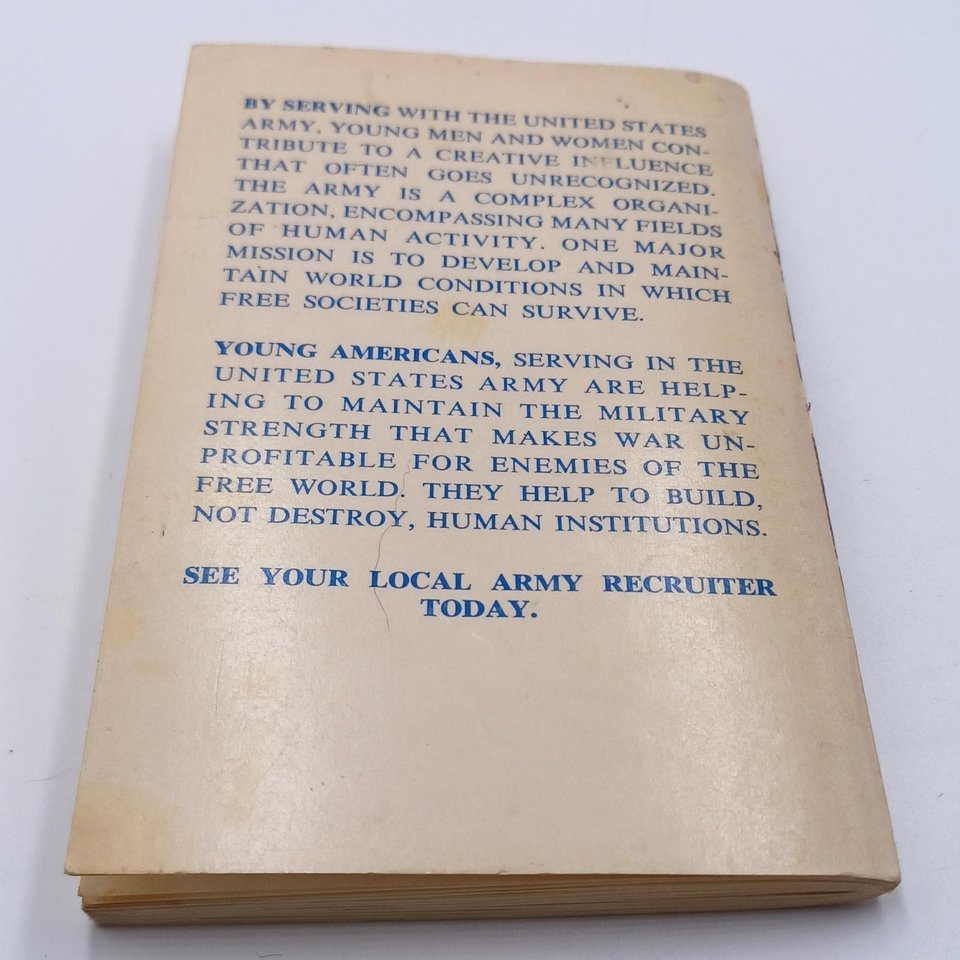 BY SERVING WITH THE UNITED STATES
ARMY, YOUNG MEN AND WOMEN CON-
TRIBUTE TO A CREATIVE INFLUENCE
THAT OFTEN GOES UNRECOGNIZED.
THE ARMY IS A COMPLEX ORGANI-
ZATION, ENCOMPASSING MANY FIELDS
OF HUMAN ACTIVITY. ONE MAJOR
MISSION IS TO DEVELOP AND MAIN-
TAIN WORLD CONDITIONS IN WHICH
FREE SOCIETIES CAN SURVIVE.
YOUNG AMERICANS, SERVING IN THE
UNITED STATES ARMY ARE HELP-
ING TO MAINTAIN THE MILITARY
STRENGTH THAT MAKES WAR UN-
PROFITABLE FOR ENEMIES OF THE
FREE WORLD. THEY HELP TO BUILD,
NOT DESTROY, HUMAN INSTITUTIONS.
SEE YOUR LOCAL ARMY RECRUITER
TODAY.